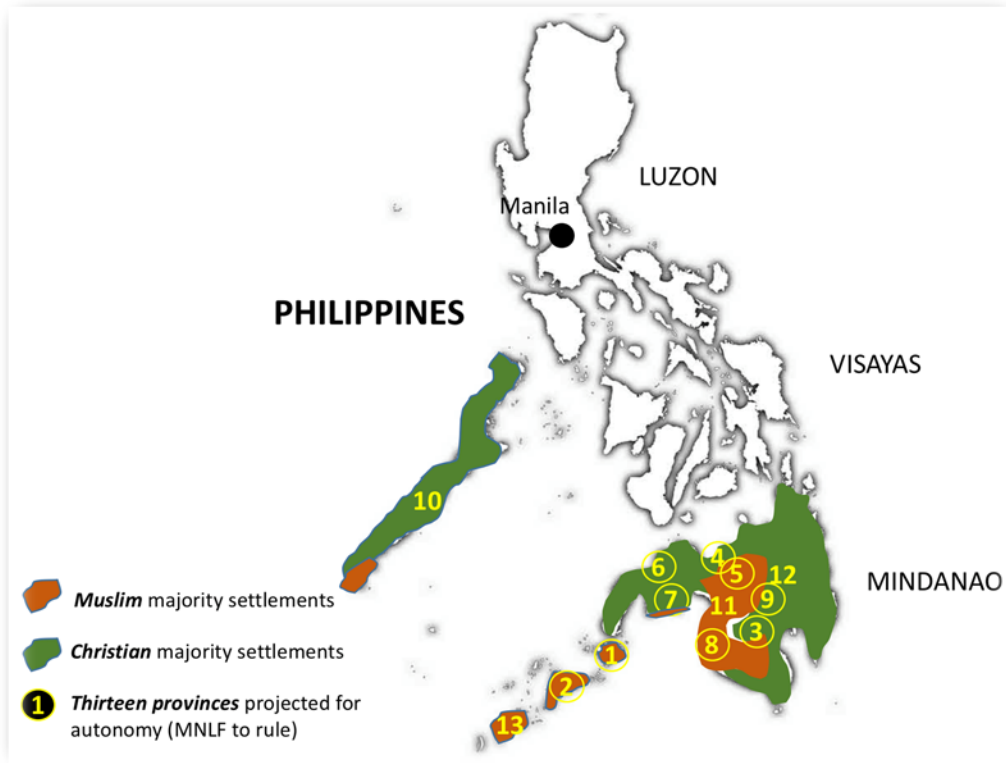 LUZON
Manila
PHILIPPINES
VISAYAS
10
MINDANAO
4
6
5
12
7
11
9
3
8
1
2
13
Muslim majority settlements
Christian majority settlements
1
Thirteen provinces projected for
autonomy (MNLF to rule)